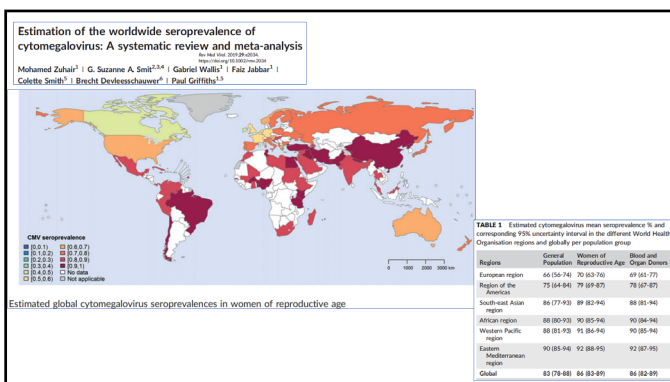 Estimation of the worldwide seroprevalence of
cytomegalovirus: A systematic review and meta-analysis
Rev Med Virol. 2019;29:e2034.
https://doi.org/10.1002/rmv.2034
Mohamed Zuhair1 | G. Suzanne A. Smit2,3,4 | Gabriel Wallis1 | Faiz Jabbar1 |
Colette Smith5 | Brecht Devleesschauwer6 | Paul Griffiths1,5
CMV seroprevalence
[0,0.1)
[0.1,0.2)
[0.2,0.3)
[0.3,0.4)
[0.4,0.5)
[0.5,0.6)
[0.6,0.7)
[0.7,0.8)
[0.8,0.9)
[0.9,1)
No data
Not applicable
0 1000 2000 3000 km
Estimated global cytomegalovirus seroprevalences in women of reproductive age
TABLE 1 Estimated cytomegalovirus mean seroprevalence % and
corresponding 95% uncertainty interval in the different World Health
Organisation regions and globally per population group
Regions General Population Women of Reproductive Age Blood and Organ Donors
European region 66 (56-74) 70 (63-76) 69 (61-77)
Region of the Americas 75 (64-84) 79 (69-87) 78 (67-87)
South-east Asian region 86 (77-93) 89 (82-94) 88 (81-94)
African region 88 (80-93) 90 (85-94) 90 (84-94)
Western Pacific region 88 (81-93) 91 (86-94) 90 (85-94)
Eastern Mediterranean region 90 (85-94) 92 (88-95) 92 (87-95)
Global 83 (78-88) 86 (83-89) 86 (82-89)